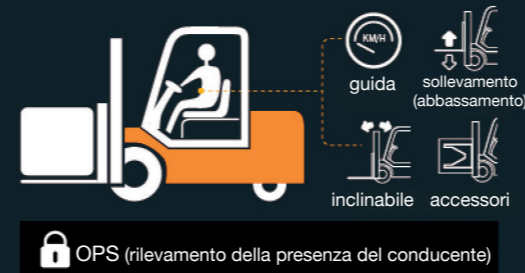 KM/H
guida
sollevamento
(abbassamento)
inclinabile
accessori
OPS (rilevamento della presenza del conducente)